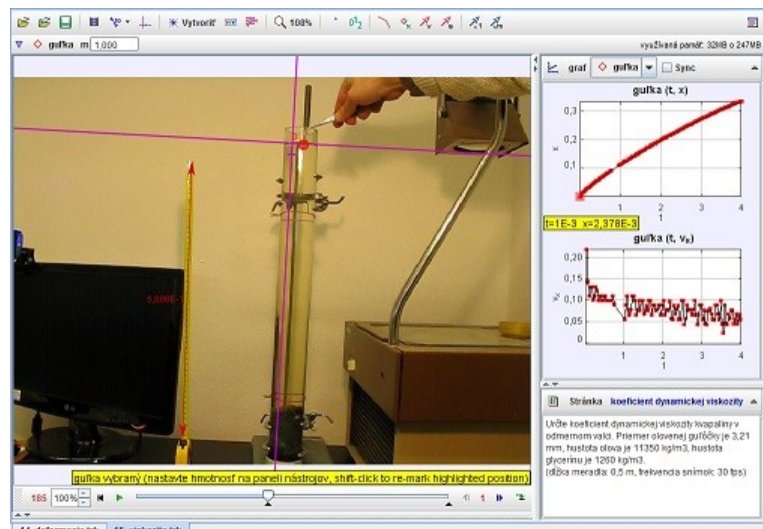 Vytvoriť 108%
guľka m 1,000
využívaná pamäť: 32MB o 247MB
graf guľka Sync
guľka (t, x)
0,3
0,2
x
0,1
1 2 3 4
t
t=1E-3 x=2,378E-3
guľka (t, vx)
0,20
0,15
vx 0,10
0,05
0
1 2 3 4
t
Stránka koeficient dynamickej viskozity
Určte koeficient dynamickej viskozity kvapaliny v
odmernom valci. Priemer olovenej guľôčky je 3,21
mm, hustota olova je 11350 kg/m3, hustota
glycerínu je 1260 kg/m3.
(dĺžka meradla: 0,5 m, frekvencia snímok: 30 fps)
guľka vybraný (nastavte hmotnosť na paneli nástrojov, shift-click to re-mark highlighted position)
185 100% 1